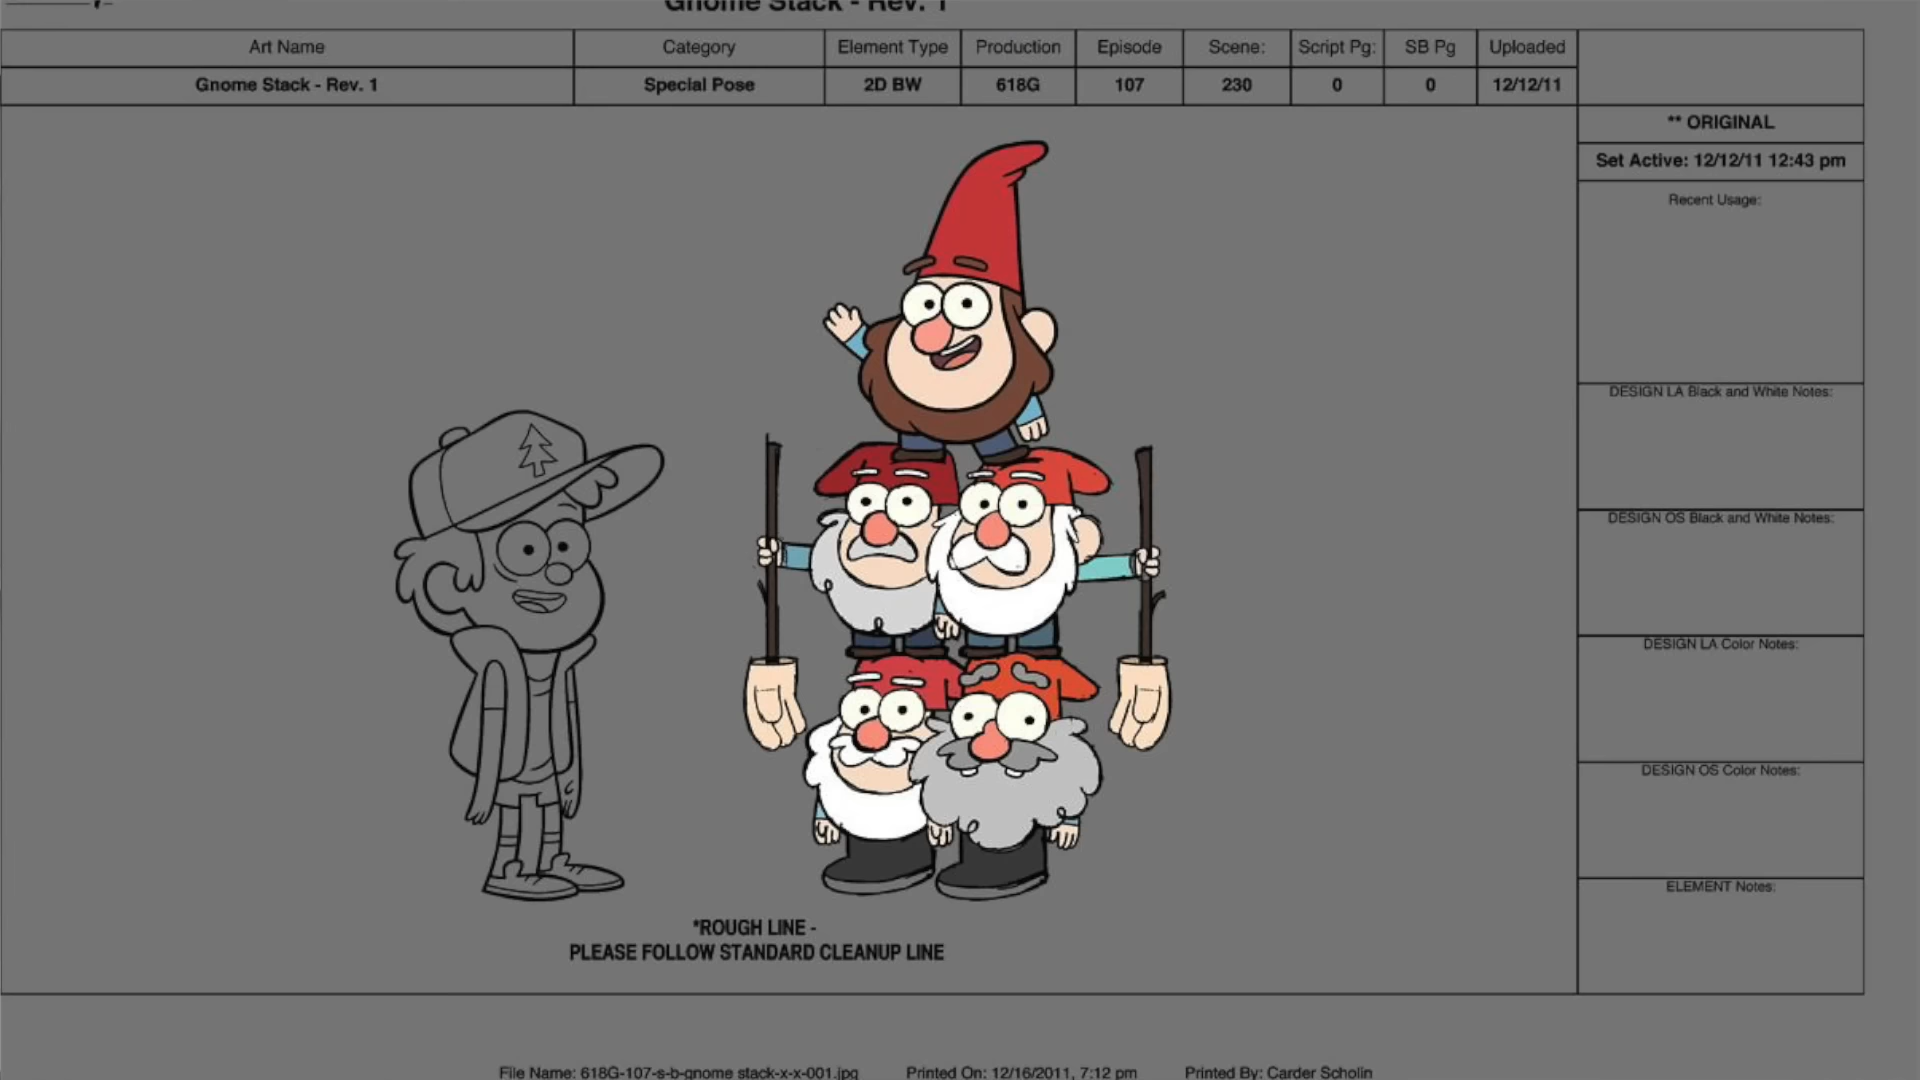 Gnome Stack - Rev. 1
Art Name Category Element Type Production Episode Scene: Script Pg: SB Pg Uploaded
Gnome Stack - Rev. 1 Special Pose 2D BW 618G 107 230 0 0 12/12/11
** ORIGINAL
Set Active: 12/12/11 12:43 pm
Recent Usage:
DESIGN LA Black and White Notes:
DESIGN OS Black and White Notes:
DESIGN LA Color Notes:
DESIGN OS Color Notes:
ELEMENT Notes:
*ROUGH LINE -
PLEASE FOLLOW STANDARD CLEANUP LINE
File Name: 618G-107-s-b-gnome stack-x-x-001.jpg Printed On: 12/16/2011, 7:12 pm Printed By: Carder Scholin